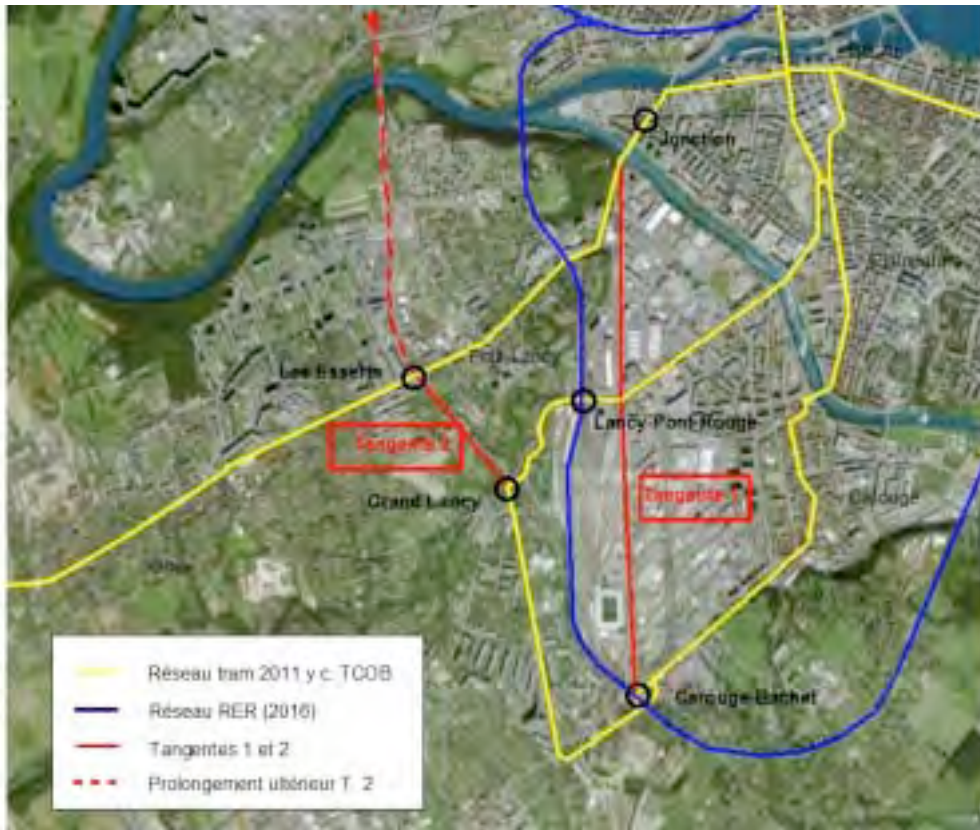 Jonction
Petit-Lancy
Les Esserts
Lancy-Pont-Rouge
Tangente 2
Grand Lancy
Tangente 1
Carouge
Carouge-Bachet
Réseau tram 2011 y c. TCOB
Réseau RER (2016)
Tangentes 1 et 2
Prolongement ultérieur T. 2